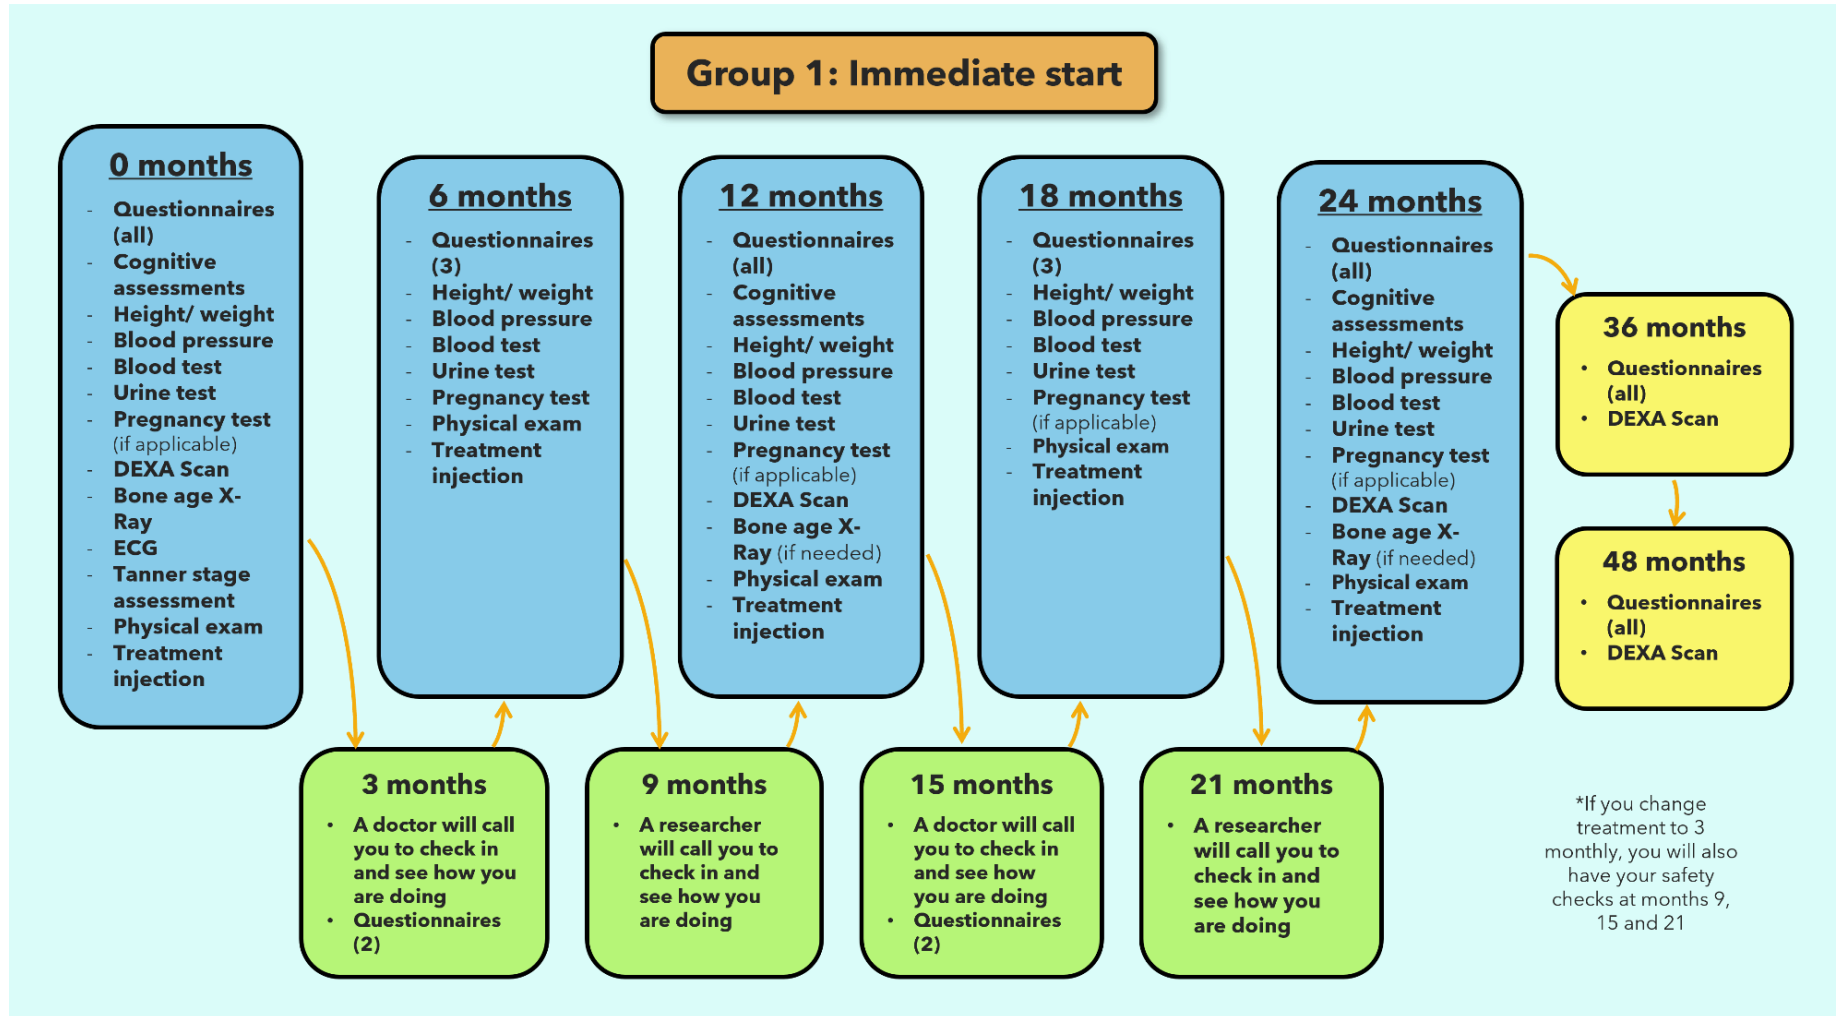 Group 1: Immediate start
0 months
- Questionnaires
(all)
- Cognitive
assessments
- Height/ weight
- Blood pressure
- Blood test
- Urine test
- Pregnancy test
(if applicable)
- DEXA Scan
- Bone age X-
Ray
- ECG
- Tanner stage
assessment
- Physical exam
- Treatment
injection
3 months
• A doctor will call
you to check in
and see how you
are doing
• Questionnaires
(2)
6 months
- Questionnaires
(3)
- Height/ weight
- Blood pressure
- Blood test
- Urine test
- Pregnancy test
- Physical exam
- Treatment
injection
9 months
• A researcher
will call you to
check in and
see how you
are doing
12 months
- Questionnaires
(all)
- Cognitive
assessments
- Height/ weight
- Blood pressure
- Blood test
- Urine test
- Pregnancy test
(if applicable)
- DEXA Scan
- Bone age X-
Ray (if needed)
- Physical exam
- Treatment
injection
15 months
• A doctor will call
you to check in
and see how
you are doing
• Questionnaires
(2)
18 months
- Questionnaires
(3)
- Height/ weight
- Blood pressure
- Blood test
- Urine test
- Pregnancy test
(if applicable)
- Physical exam
- Treatment
injection
21 months
• A researcher
will call you to
check in and
see how you
are doing
24 months
- Questionnaires
(all)
- Cognitive
assessments
- Height/ weight
- Blood pressure
- Blood test
- Urine test
- Pregnancy test
(if applicable)
- DEXA Scan
- Bone age X-
Ray (if needed)
- Physical exam
- Treatment
injection
36 months
• Questionnaires
(all)
• DEXA Scan
48 months
• Questionnaires
(all)
• DEXA Scan
*If you change
treatment to 3
monthly, you will also
have your safety
checks at months 9,
15 and 21